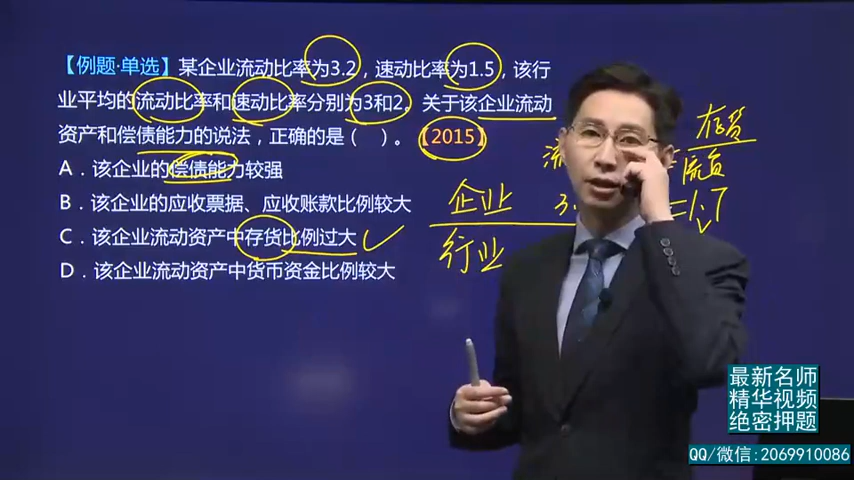 【例题·单选】某企业流动比率为3.2，速动比率为1.5，该行
业平均的流动比率和速动比率分别为3和2，关于该企业流动
资产和偿债能力的说法，正确的是（ ）。【2015】
A．该企业的偿债能力较强
B．该企业的应收票据、应收账款比例较大
C．该企业流动资产中存货比例过大
D．该企业流动资产中货币资金比例较大
企业
行业
流
3.
存货
流负
=1.7
最新名师
精华视频
绝密押题
QQ/微信:2069910086